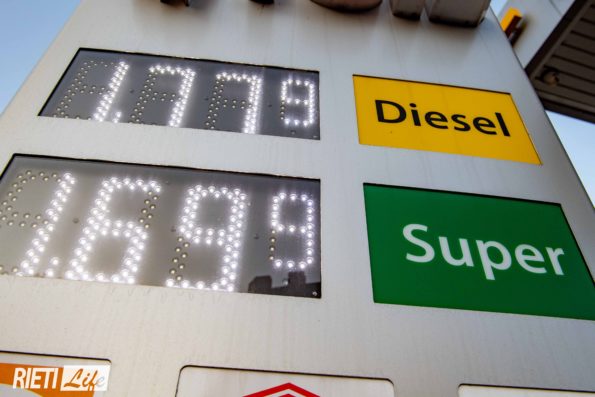 1.779
Diesel
1.699
Super
RIETI Life